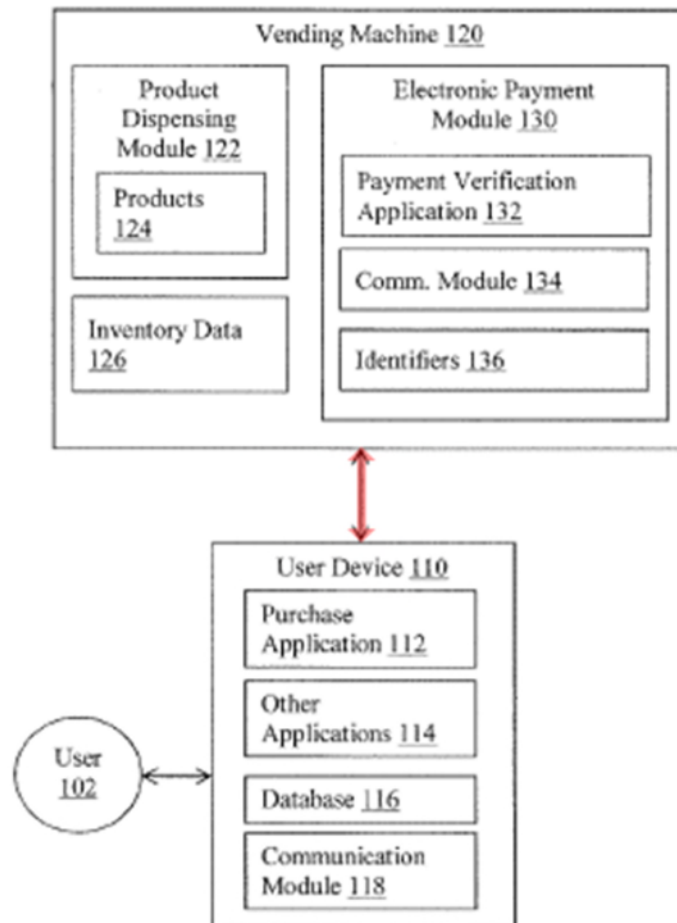 Vending Machine 120
Product
Dispensing
Module 122
Products
124
Inventory Data
126
Electronic Payment
Module 130
Payment Verification
Application 132
Comm. Module 134
Identifiers 136
User Device 110
Purchase
Application 112
Other
Applications 114
Database 116
Communication
Module 118
User
102